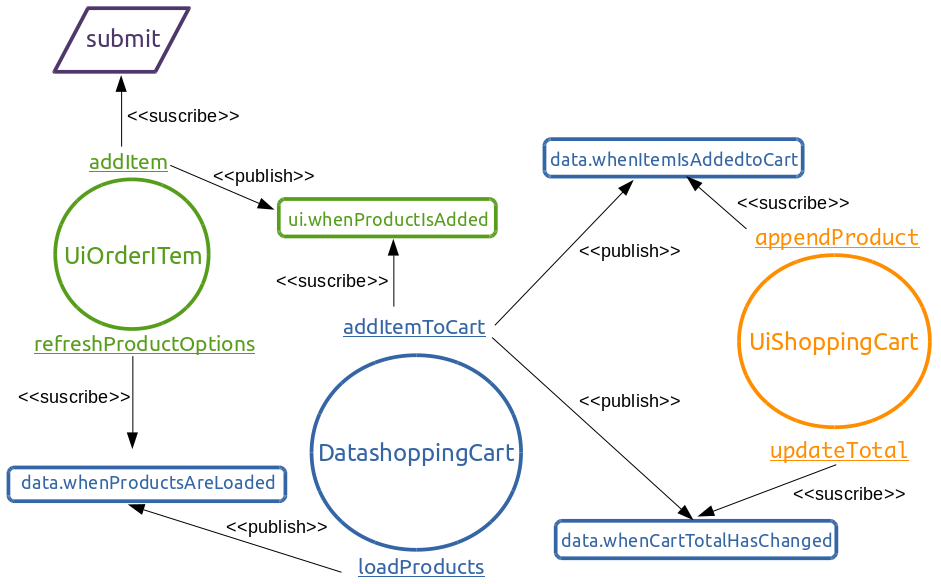 submit
<<suscribe>>
addItem
<<publish>>
ui.whenProductIsAdded
UiOrderITem
<<suscribe>>
refreshProductOptions
<<suscribe>>
data.whenProductsAreLoaded
<<publish>>
addItemToCart
DatashoppingCart
loadProducts
data.whenItemIsAddedtoCart
<<publish>>
<<suscribe>>
appendProduct
UiShoppingCart
<<publish>>
updateTotal
<<suscribe>>
data.whenCartTotalHasChanged